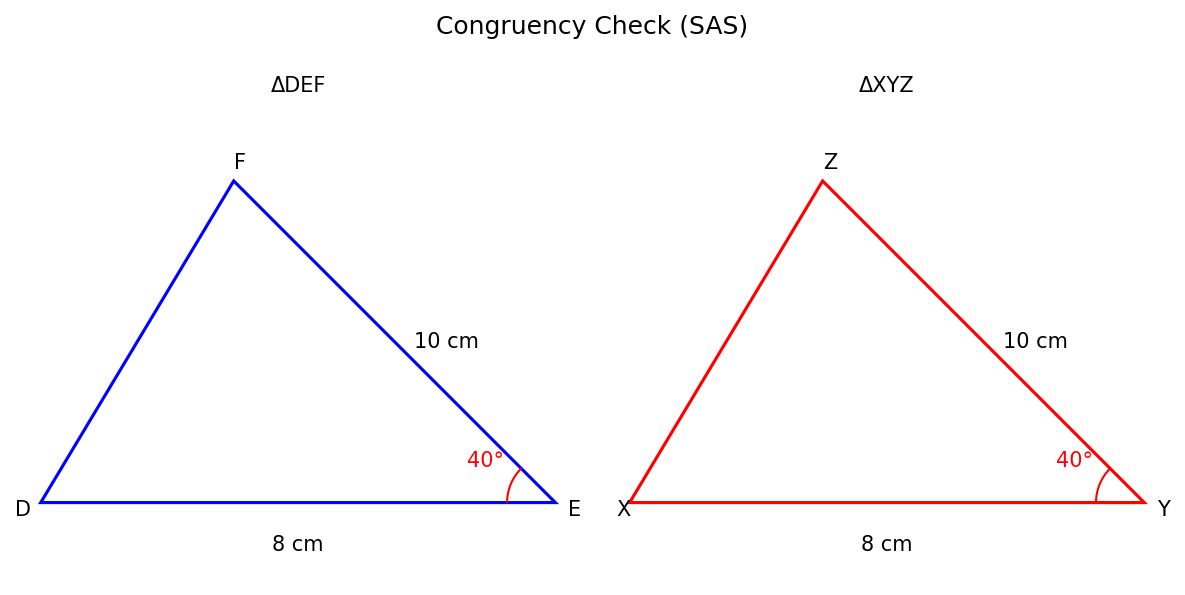 Congruency Check (SAS)
ΔDEF
ΔXYZ
F
Z
10 cm
10 cm
40°
40°
D
E
X
Y
8 cm
8 cm